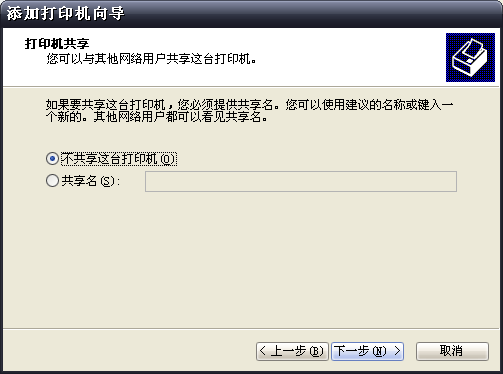 添加打印机向导
打印机共享
您可以与其他网络用户共享这台打印机。
如果要共享这台打印机，您必须提供共享名。您可以使用建议的名称或键入一
个新的。其他网络用户都可以看见共享名。
不共享这台打印机(O)
共享名(S):
< 上一步(B) 下一步(N) > 取消